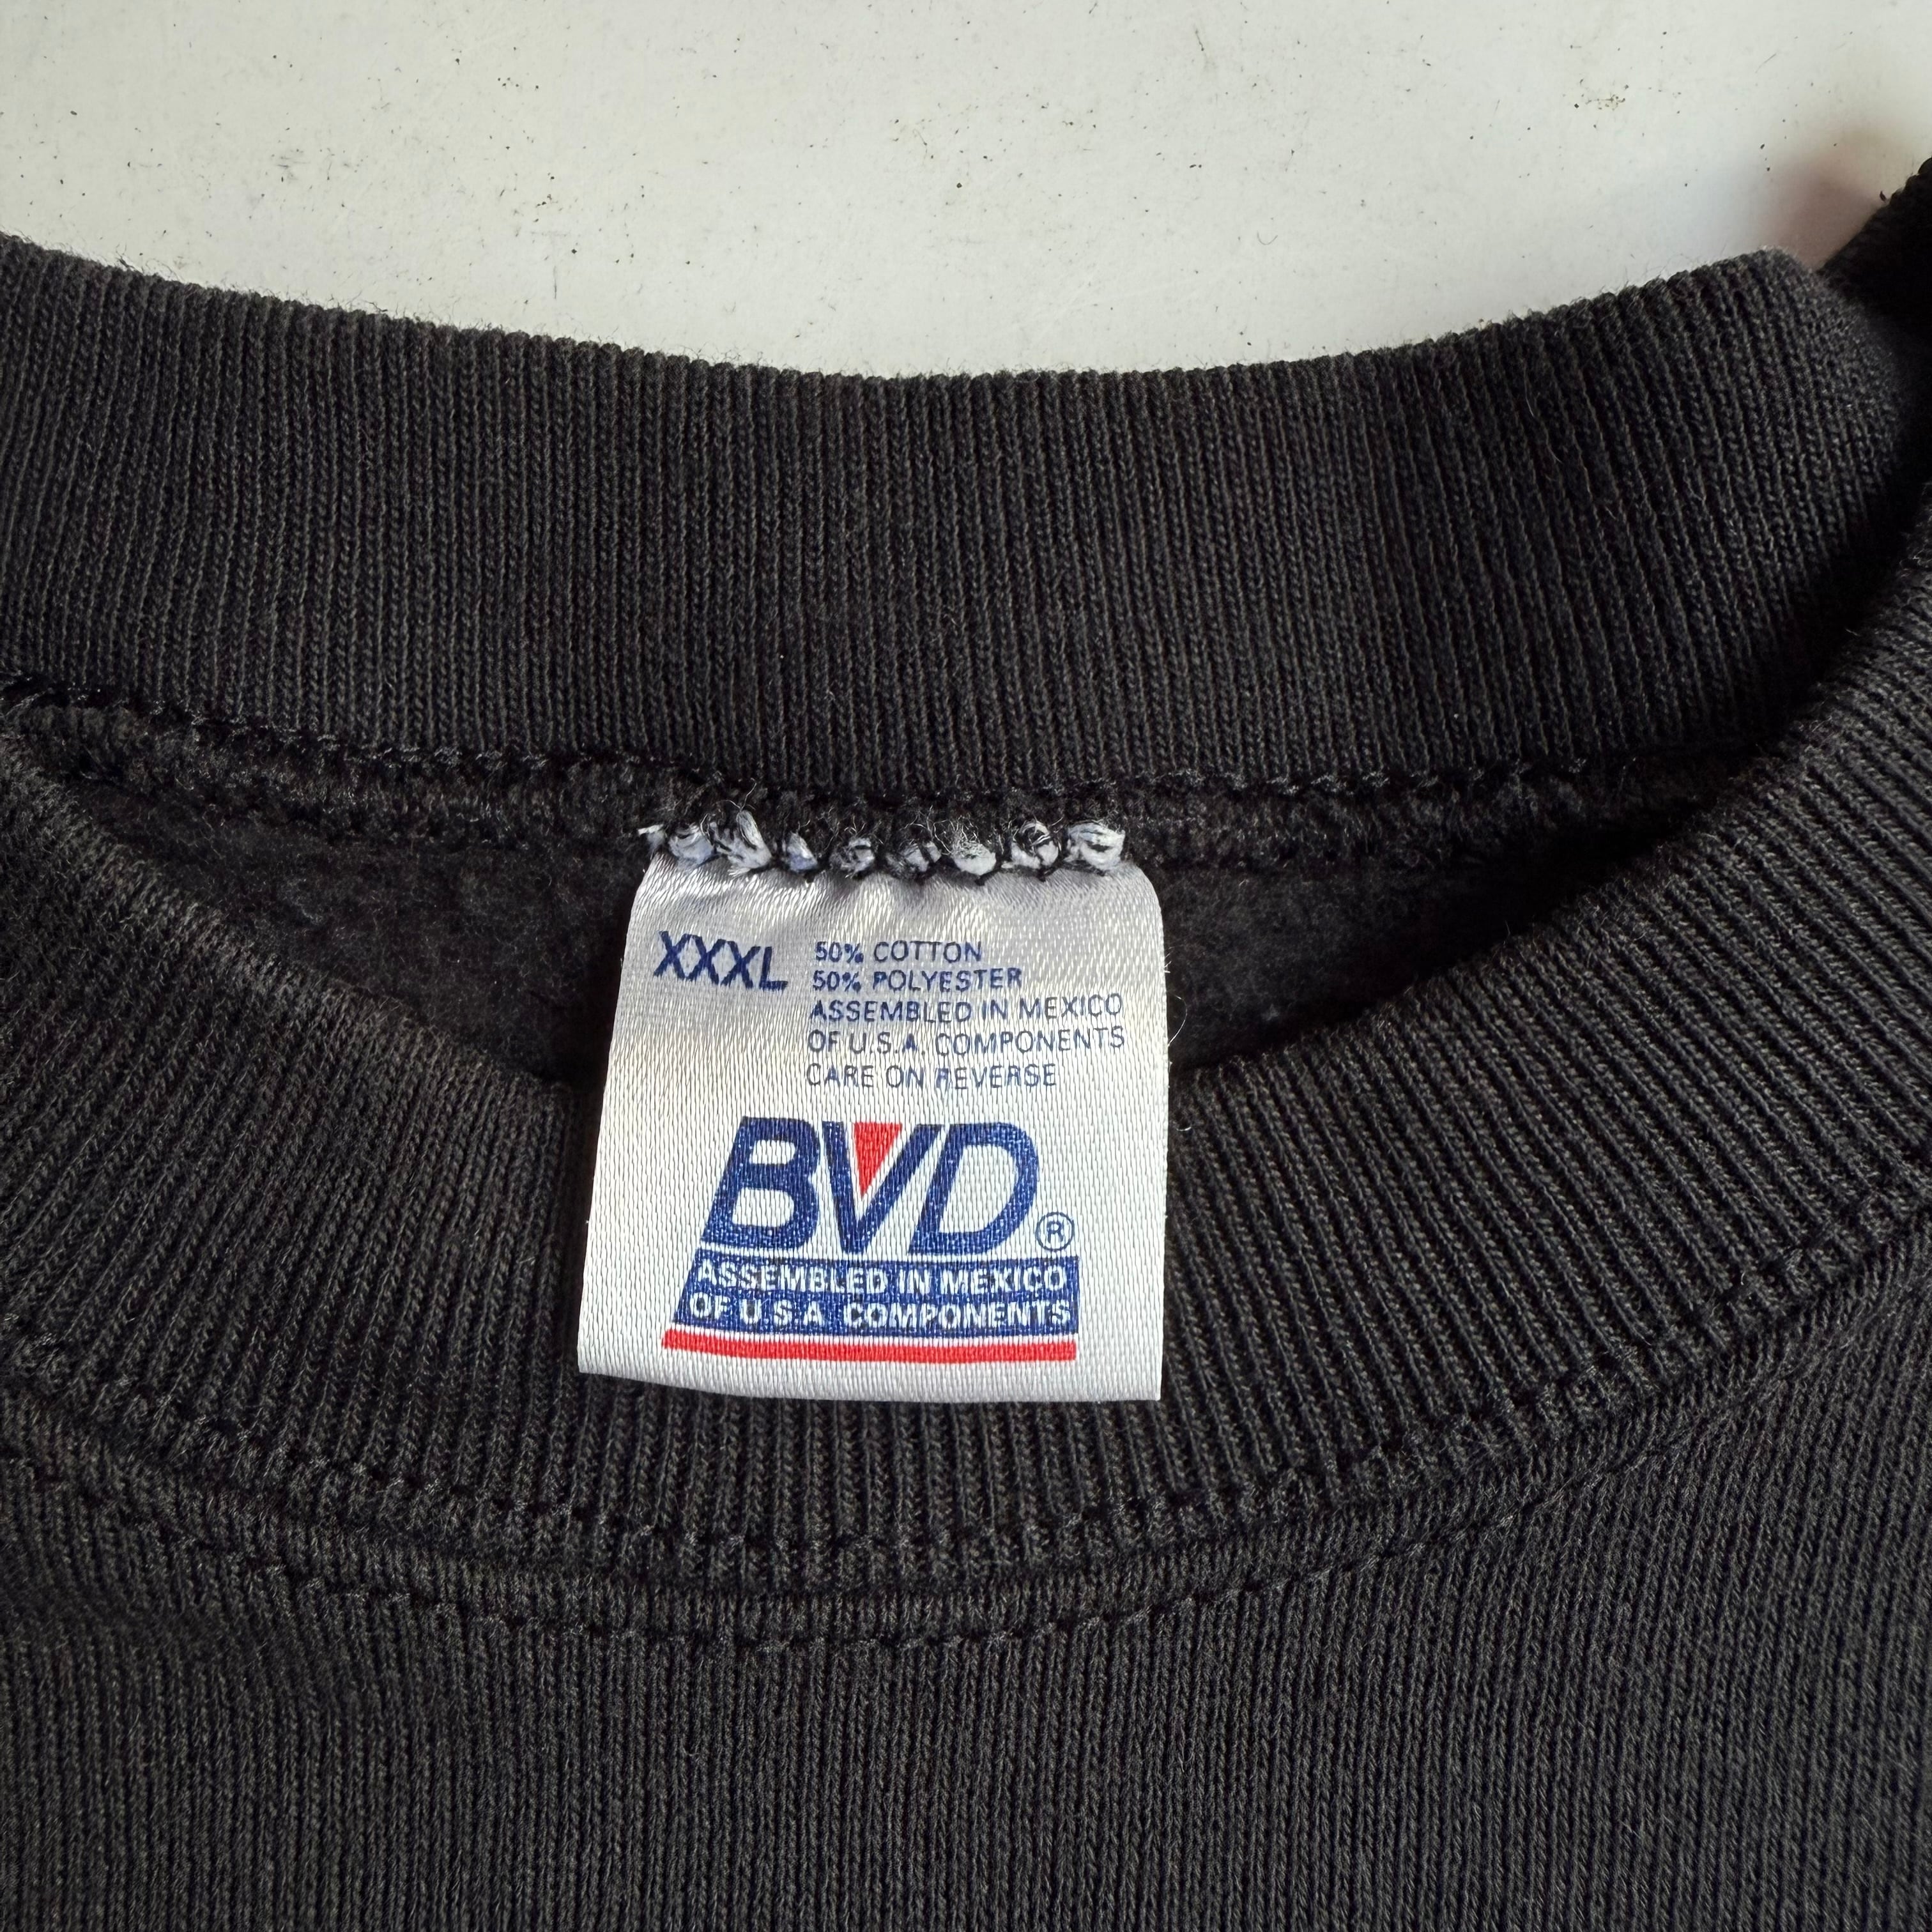 XXXL
50% COTTON
50% POLYESTER
ASSEMBLED IN MEXICO
OF U.S.A. COMPONENTS
CARE ON REVERSE
BVD®
ASSEMBLED IN MEXICO
OF U.S.A COMPONENTS